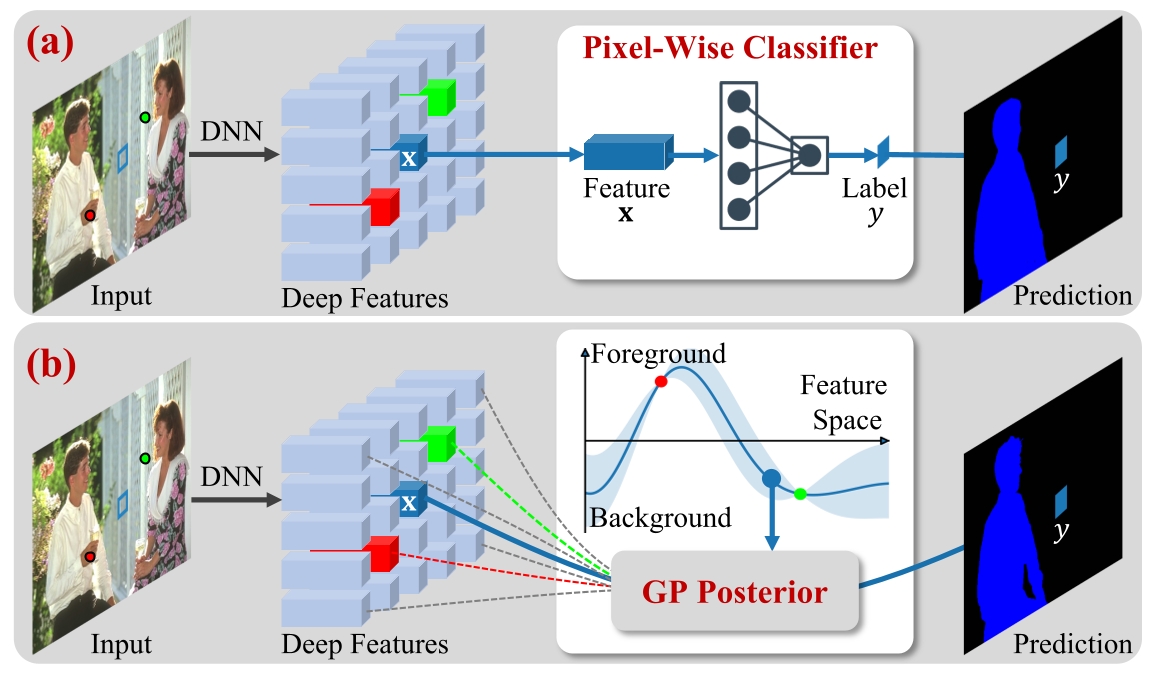 (a)
Pixel-Wise Classifier
DNN
x
Feature
x
Label
y
y
Input
Deep Features
Prediction
(b)
Foreground
Feature
Space
DNN
x
Background
y
GP Posterior
Input
Deep Features
Prediction